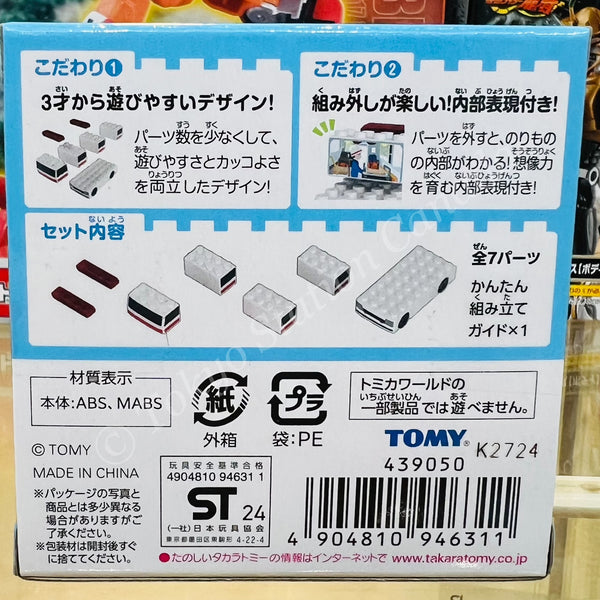 こだわり①
3才から遊びやすいデザイン!
パーツ数を少なくして、
遊びやすさとカッコよさ
を両立したデザイン!
こだわり②
組み外しが楽しい!内部表現付き!
パーツを外すと、のりもの
の内部がわかる!想像力
を育む内部表現付き!
セット内容
全7パーツ
かんたん
組み立て
ガイド×1
材質表示
本体:ABS、MABS
紙
外箱
プラ
袋:PE
トミカワールドの
一部製品では遊べません。
© TOMY
MADE IN CHINA
※パッケージの写真と
商品とは多少異なる
場合がありますがご
了承ください。
※包装材は開封後すぐ
に捨ててください。
玩具安全基準合格
4904810 94631 1
ST 24
(一社)日本玩具協会
東京都墨田区東駒形 4-22-4
TOMY
K2724
439050
4 904810 946311
●たのしいタカラトミーの情報はインターネットで www.takaratomy.co.jp
© Tokyo Station Cane